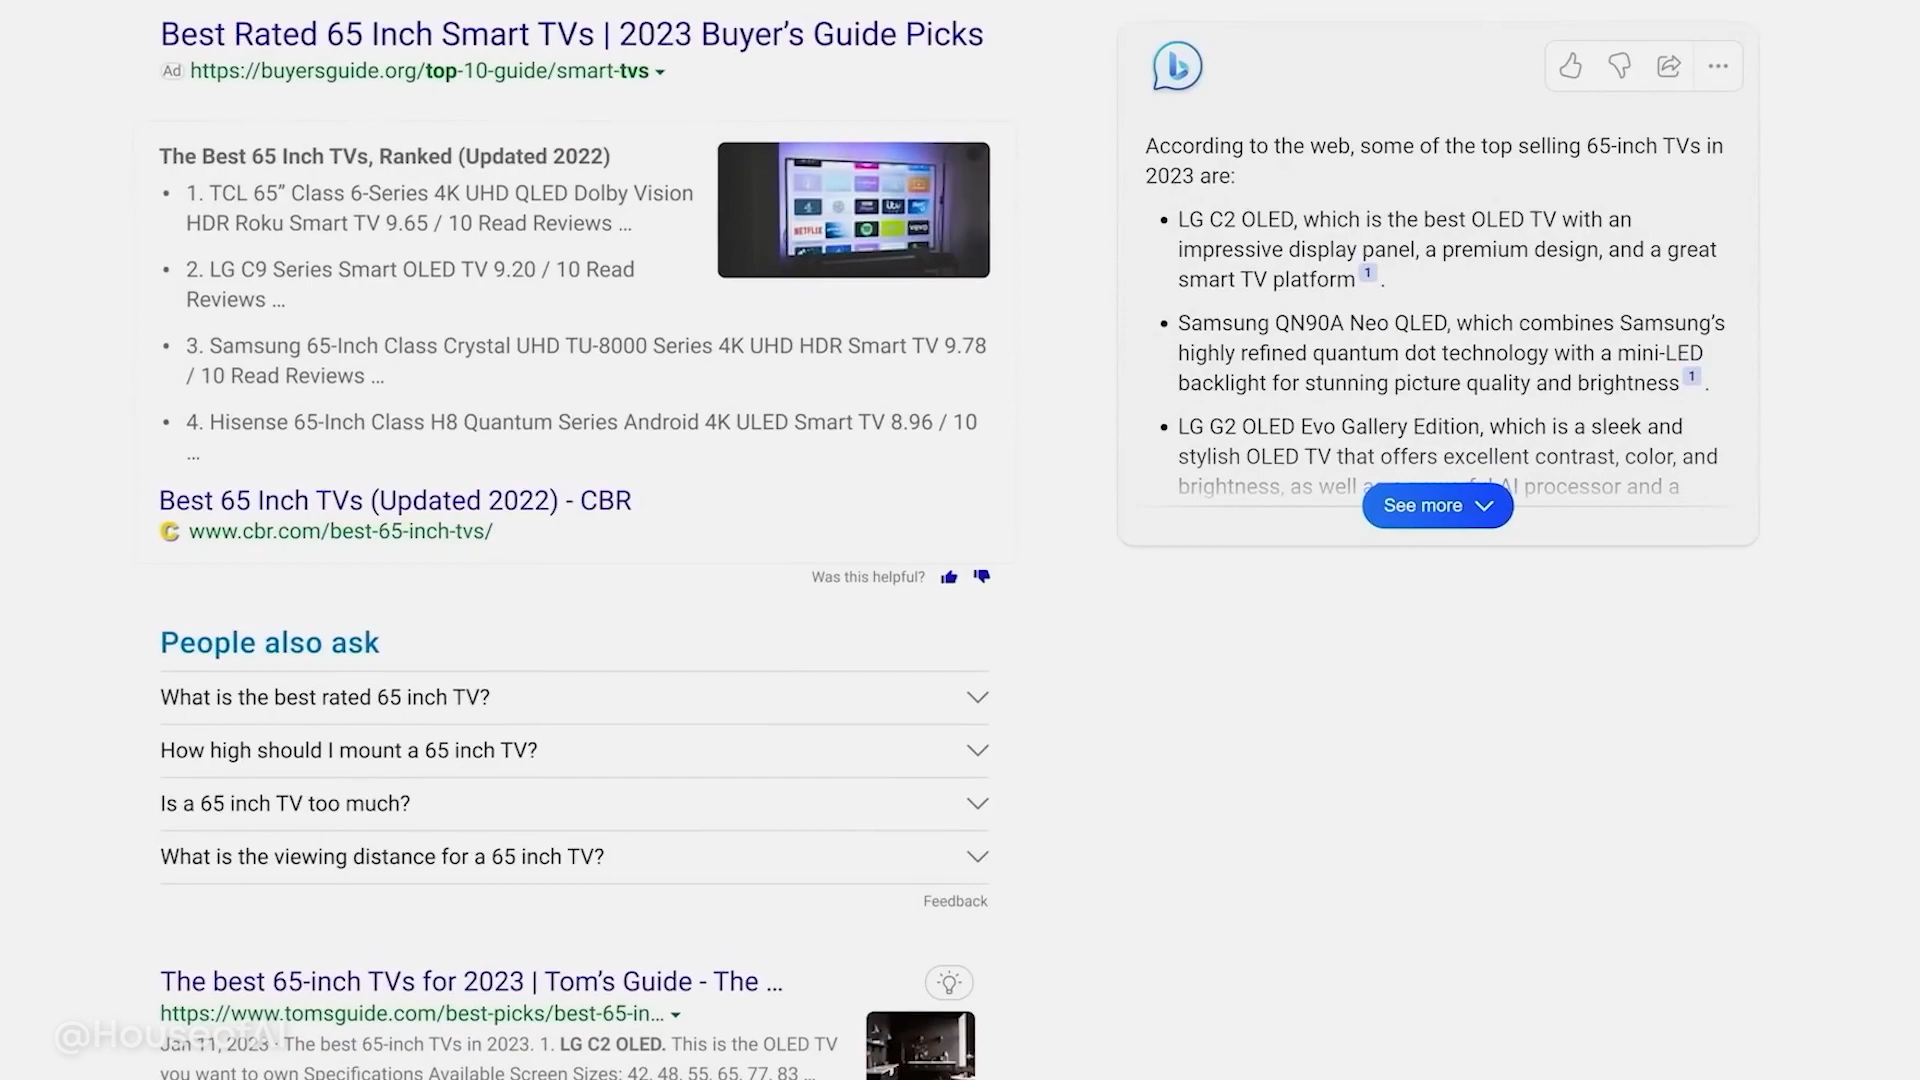 Best Rated 65 Inch Smart TVs | 2023 Buyer’s Guide Picks
Ad https://buyersguide.org/top-10-guide/smart-tvs
The Best 65 Inch TVs, Ranked (Updated 2022)
• 1. TCL 65” Class 6-Series 4K UHD QLED Dolby Vision
HDR Roku Smart TV 9.65 / 10 Read Reviews ...
• 2. LG C9 Series Smart OLED TV 9.20 / 10 Read
Reviews ...
• 3. Samsung 65-Inch Class Crystal UHD TU-8000 Series 4K UHD HDR Smart TV 9.78
/ 10 Read Reviews ...
• 4. Hisense 65-Inch Class H8 Quantum Series Android 4K ULED Smart TV 8.96 / 10
...
NETFLIX
itv
Best 65 Inch TVs (Updated 2022) - CBR
www.cbr.com/best-65-inch-tvs/
Was this helpful?
People also ask
What is the best rated 65 inch TV?
How high should I mount a 65 inch TV?
Is a 65 inch TV too much?
What is the viewing distance for a 65 inch TV?
Feedback
The best 65-inch TVs for 2023 | Tom’s Guide - The ...
https://www.tomsguide.com/best-picks/best-65-in...
Jan 11, 2023 · The best 65-inch TVs in 2023. 1. LG C2 OLED. This is the OLED TV
you want to own Specifications Available Screen Sizes: 42, 48, 55, 65, 77, 83 ...
@HouseofAI
According to the web, some of the top selling 65-inch TVs in
2023 are:
• LG C2 OLED, which is the best OLED TV with an
impressive display panel, a premium design, and a great
smart TV platform 1 .
• Samsung QN90A Neo QLED, which combines Samsung’s
highly refined quantum dot technology with a mini-LED
backlight for stunning picture quality and brightness 1 .
• LG G2 OLED Evo Gallery Edition, which is a sleek and
stylish OLED TV that offers excellent contrast, color, and
brightness, as well AI processor and a
See more